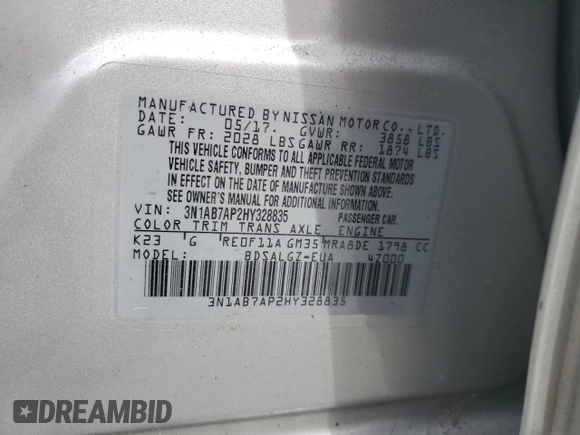 MANUFACTURED BY NISSAN MOTOR CO., LTD.
DATE: 05/17. GVWR: 3858 LBS
GAWR FR: 2028 LBS GAWR RR: 1874 LBS
THIS VEHICLE CONFORMS TO ALL APPLICABLE FEDERAL MOTOR
VEHICLE SAFETY, BUMPER AND THEFT PREVENTION STANDARDS
IN EFFECT ON THE DATE OF MANUFACTURE SHOWN ABOVE.
SEE OWNER'S MANUAL FOR ADDITIONAL INFORMATION
VIN: 3N1AB7AP2HY328835 PASSENGER CAR.
COLOR TRIM TRANS AXLE ENGINE
K23 G RE0F11A GM35 MRA8DE 1798 CC
MODEL: BDSALGZ-EUA 47000
3N1AB7AP2HY328835
DREAMBID